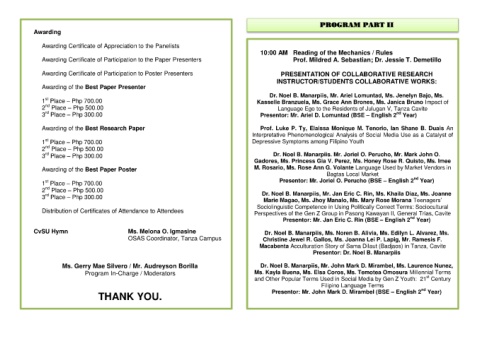 Awarding
Awarding Certificate of Appreciation to the Panelists
Awarding Certificate of Participation to the Paper Presenters
Awarding Certificate of Participation to Poster Presenters
Awarding of the Best Paper Presenter
1st Place – Php 700.00
2nd Place – Php 500.00
3rd Place – Php 300.00
Awarding of the Best Research Paper
1st Place – Php 700.00
2nd Place – Php 500.00
3rd Place – Php 300.00
Awarding of the Best Paper Poster
1st Place – Php 700.00
2nd Place – Php 500.00
3rd Place – Php 300.00
Distribution of Certificates of Attendance to Attendees
CvSU Hymn Ms. Melona O. Igmasine
OSAS Coordinator, Tanza Campus
Ms. Gerry Mae Silvero / Mr. Audreyson Borilla
Program In-Charge / Moderators
THANK YOU.
PROGRAM PART II
10:00 AM Reading of the Mechanics / Rules
Prof. Mildred A. Sebastian; Dr. Jessie T. Demetillo
PRESENTATION OF COLLABORATIVE RESEARCH
INSTRUCTOR/STUDENTS COLLABORATIVE WORKS:
Dr. Noel B. Manarpiis, Mr. Ariel Lomuntad, Ms. Jenelyn Bajo, Ms.
Kasselle Branzuela, Ms. Grace Ann Brones, Ms. Janica Bruno Impact of
Language Ego to the Residents of Julugan V, Tanza Cavite
Presenter: Mr. Ariel D. Lomuntad (BSE – English 2nd Year)
Prof. Luke P. Ty, Elaissa Monique M. Tenorio, Ian Shane B. Duais An
Interpretative Phenomenological Analysis of Social Media Use as a Catalyst of
Depressive Symptoms among Filipino Youth
Dr. Noel B. Manarpiis. Mr. Joriel O. Perucho, Mr. Mark John O.
Gadores, Ms. Princess Gia V. Perez, Ms. Honey Rose R. Quisto, Ms. Imee
M. Rosario, Ms. Rose Ann G. Volante Language Used by Market Vendors in
Bagtas Local Market
Presenter: Mr. Joriel O. Perucho (BSE – English 2nd Year)
Dr. Noel B. Manarpiis, Mr. Jan Eric C. Rin, Ms. Khaila Diaz, Ms. Joanne
Marie Magao, Ms. Jhoy Manalo, Ms. Mary Rose Morana Teenagers'
Sociolinguistic Competence in Using Politically Correct Terms: Sociocultural
Perspectives of the Gen Z Group in Pasong Kawayan II, General Trias, Cavite
Presenter: Mr. Jan Eric C. Rin (BSE – English 2nd Year)
Dr. Noel B. Manarpiis, Ms. Noren B. Alivia, Ms. Edilyn L. Alvarez, Ms.
Christine Jewel R. Gallos, Ms. Joanna Lei P. Lapig, Mr. Ramesis F.
Macabenta Acculturation Story of Sama Dilaut (Badjaos) in Tanza, Cavite
Presenter: Dr. Noel B. Manarpiis
Dr. Noel B. Manarpiis, Mr. John Mark D. Mirambel, Ms. Laurence Nunez,
Ms. Kayla Buena, Ms. Elsa Coros, Ms. Temotea Omosura Millennial Terms
and Other Popular Terms Used in Social Media by Gen Z Youth: 21st Century
Filipino Language Terms
Presenter: Mr. John Mark D. Mirambel (BSE – English 2nd Year)